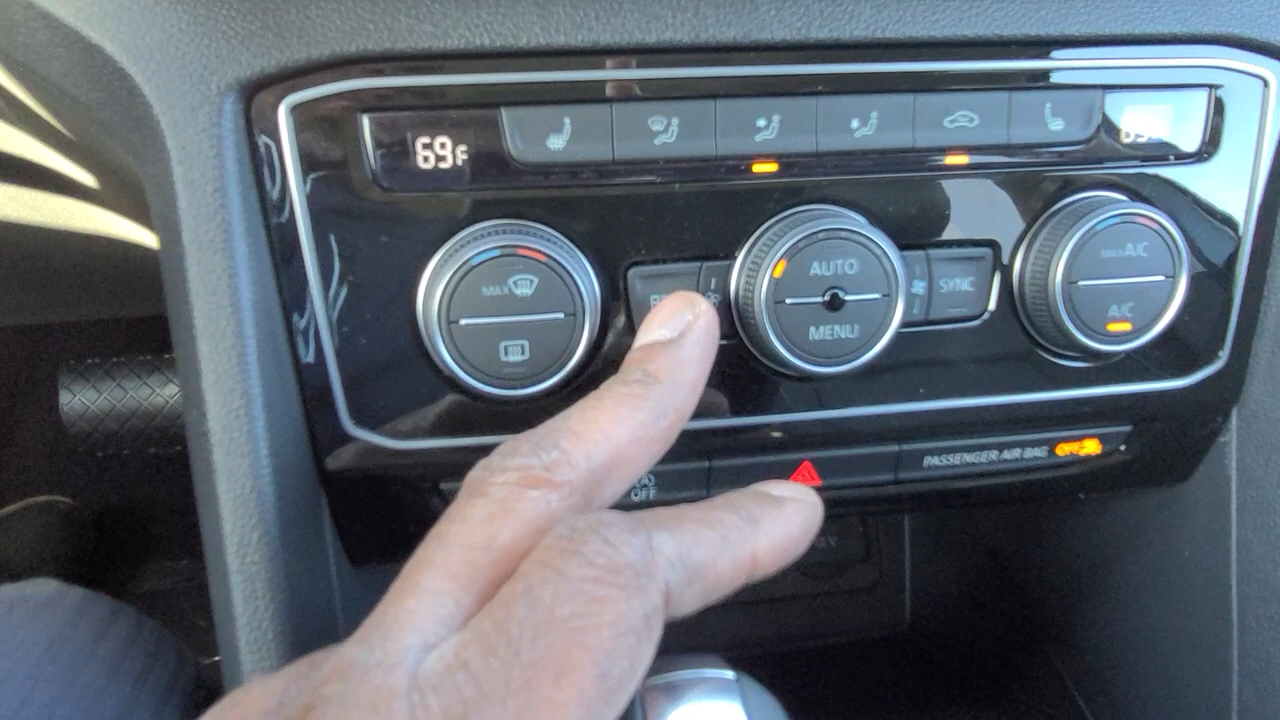 69F
MAX
AUTO
MENU
SYNC
MAX A/C
A/C
(A)
OFF
PASSENGER AIR BAG OFF